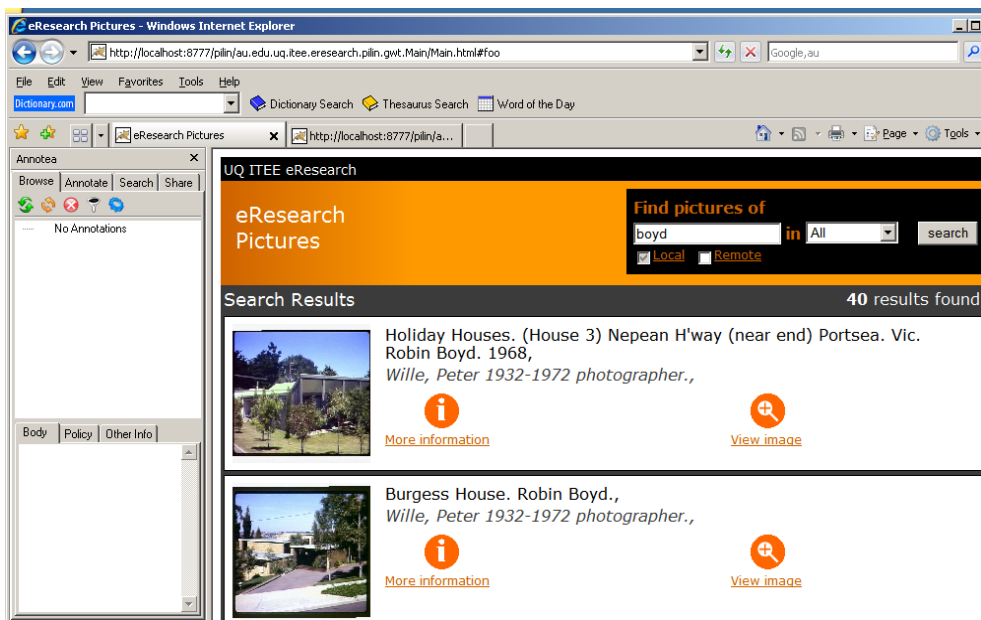 eResearch Pictures - Windows Internet Explorer
http://localhost:8777/pilin/au.edu.uq.itee.eresearch.pilin.gwt.Main/Main.html#foo
Google,au
File Edit View Favorites Tools Help
Dictionary.com Dictionary Search Thesaurus Search Word of the Day
eResearch Pictures http://localhost:8777/pilin/a... Page Tools
Annotea
Browse Annotate Search Share
No Annotations
Body Policy Other Info
UQ ITEE eResearch
eResearch
Pictures
Find pictures of
boyd in All search
Local Remote
Search Results 40 results found
Holiday Houses. (House 3) Nepean H'way (near end) Portsea. Vic.
Robin Boyd. 1968,
Wille, Peter 1932-1972 photographer.,
More information View image
Burgess House. Robin Boyd.,
Wille, Peter 1932-1972 photographer.,
More information View image